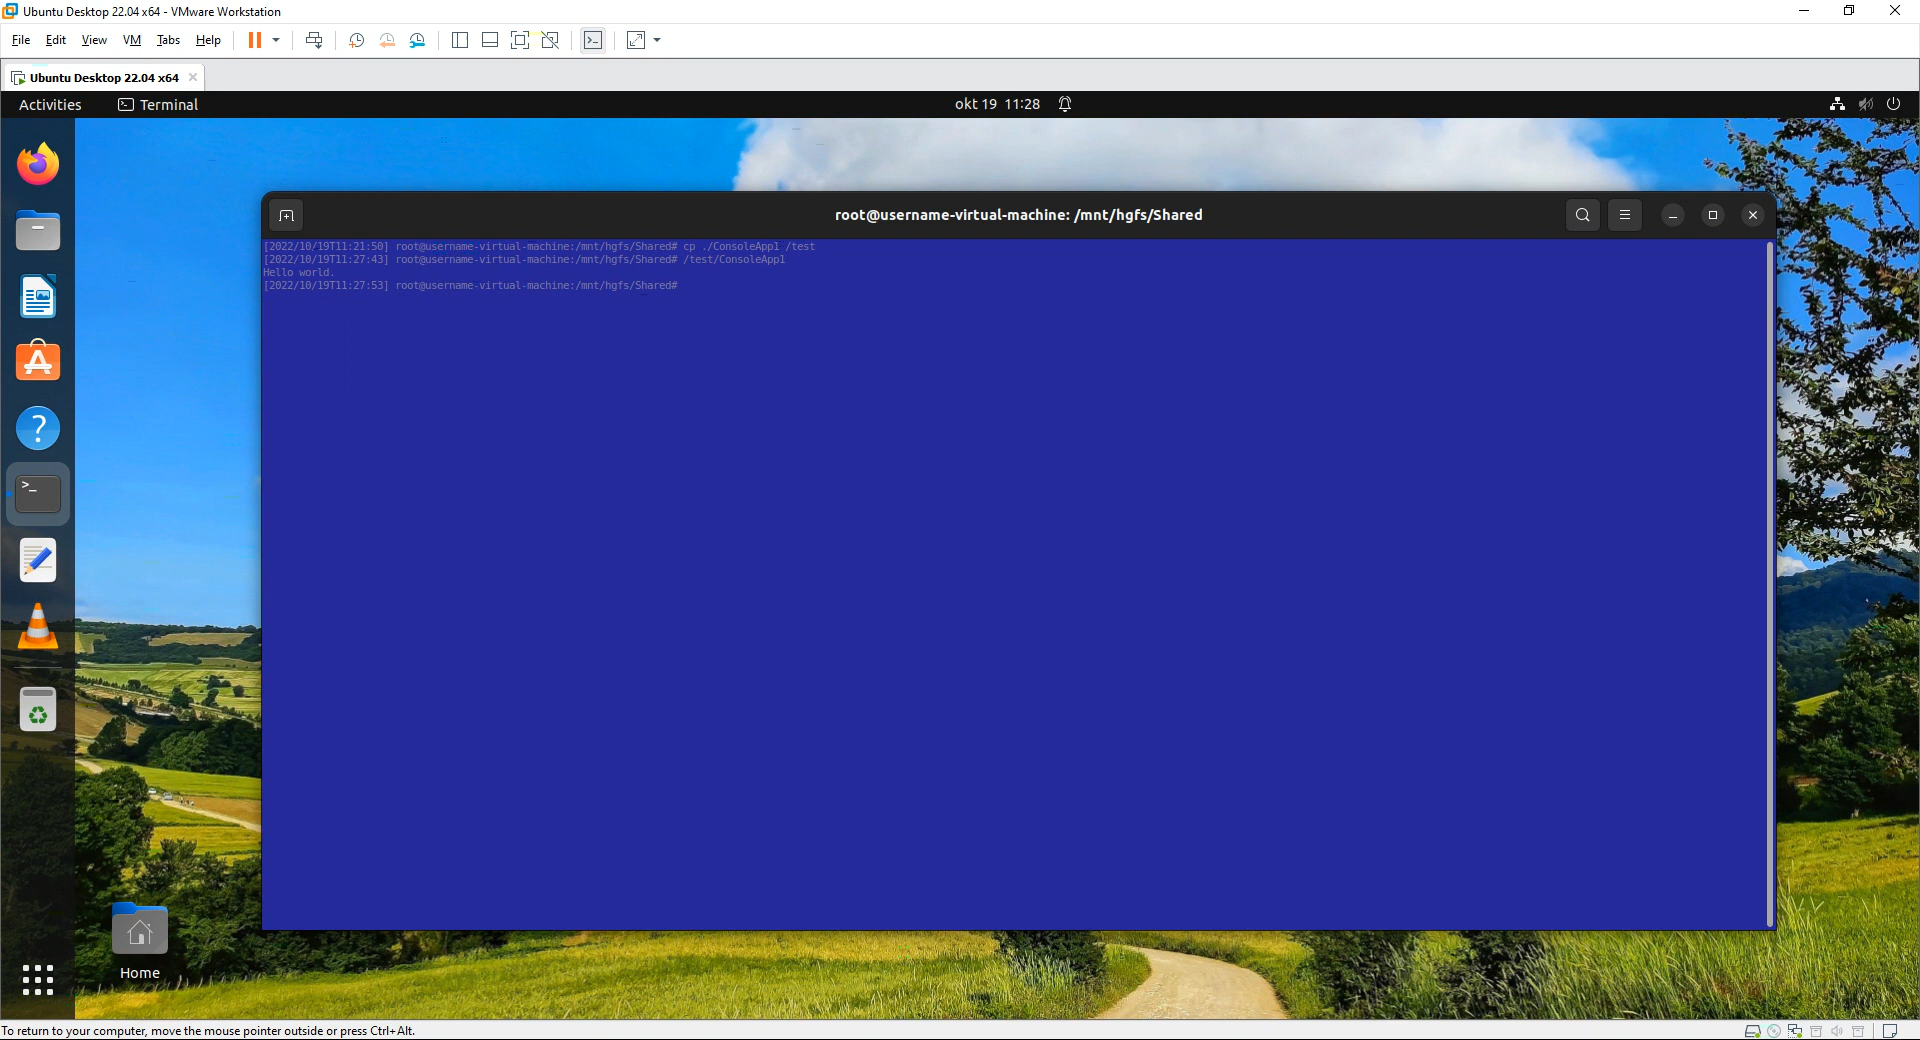 Ubuntu Desktop 22.04 x64 - VMware Workstation
File Edit View VM Tabs Help
Ubuntu Desktop 22.04 x64
Activities Terminal okt 19 11:28
root@username-virtual-machine: /mnt/hgfs/Shared
[2022/10/19T11:21:50] root@username-virtual-machine:/mnt/hgfs/Shared# cp ./ConsoleApp1 /test
[2022/10/19T11:27:43] root@username-virtual-machine:/mnt/hgfs/Shared# /test/ConsoleApp1
Hello world.
[2022/10/19T11:27:53] root@username-virtual-machine:/mnt/hgfs/Shared#
Home
To return to your computer, move the mouse pointer outside or press Ctrl+Alt.